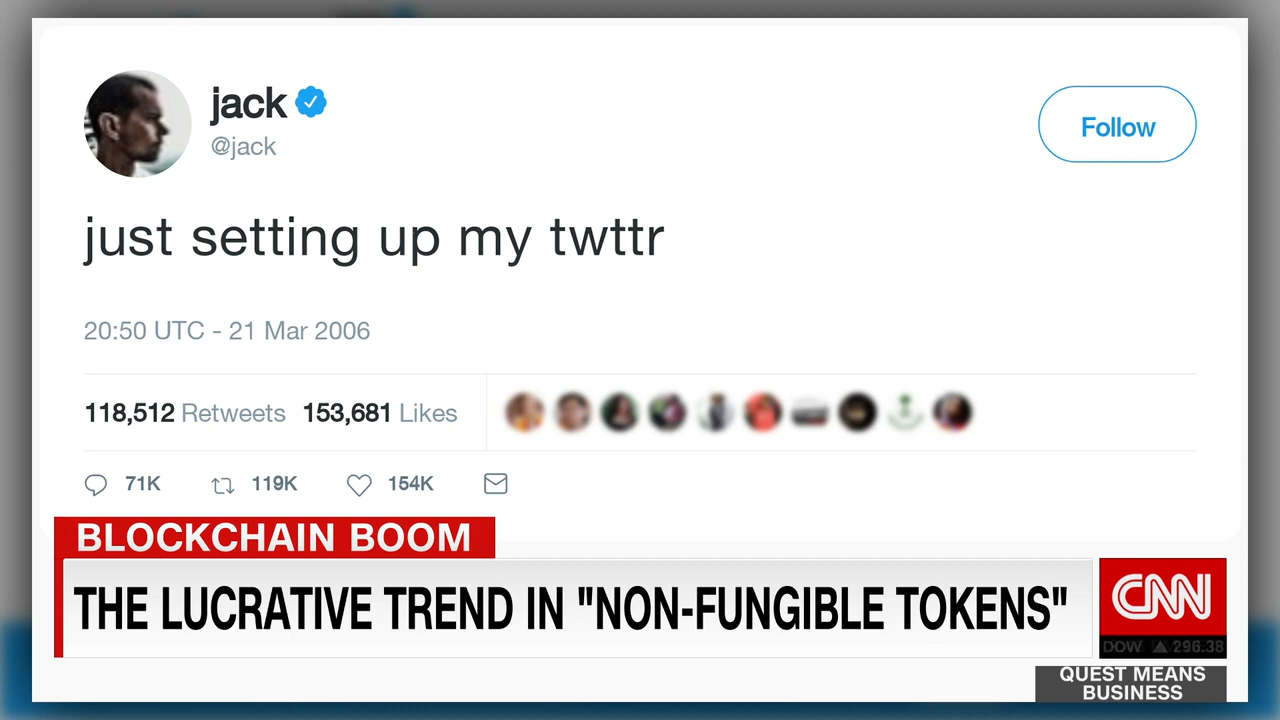 jack
@jack
Follow
just setting up my twttr
20:50 UTC - 21 Mar 2006
118,512 Retweets 153,681 Likes
71K 119K 154K
BLOCKCHAIN BOOM
THE LUCRATIVE TREND IN "NON-FUNGIBLE TOKENS"
CNN
DOW ▲ 296.38
QUEST MEANS
BUSINESS